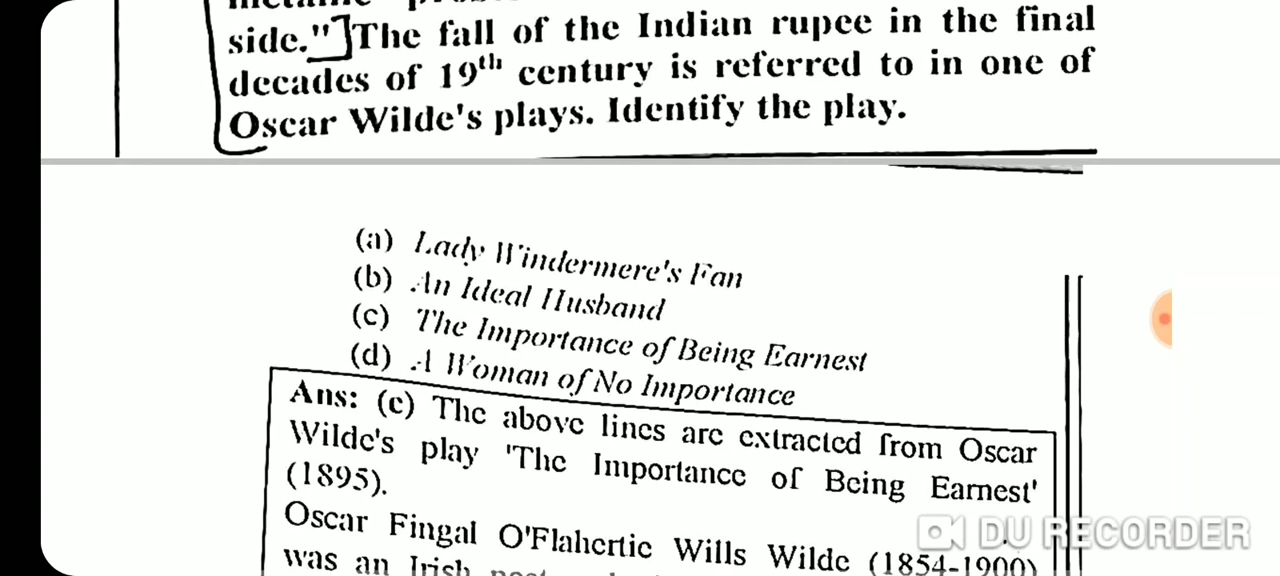 side."] The fall of the Indian rupee in the final
decades of 19th century is referred to in one of
Oscar Wilde's plays. Identify the play.
(a) Lady Windermere's Fan
(b) An Ideal Husband
(c) The Importance of Being Earnest
(d) A Woman of No Importance
Ans: (c) The above lines are extracted from Oscar
Wilde's play 'The Importance of Being Earnest'
(1895).
Oscar Fingal O'Flahertie Wills Wilde (1854-1900)
was an Irish
DU RECORDER